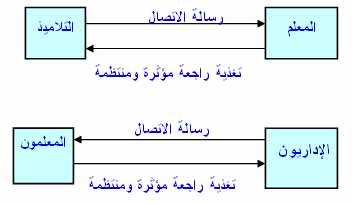 رسالة الاتصال
المعلم
التلاميذ
تغذية راجعة مؤثرة ومنتظمة
رسالة الاتصال
الإداريون
المعلمون
تغذية راجعة مؤثرة ومنتظمة